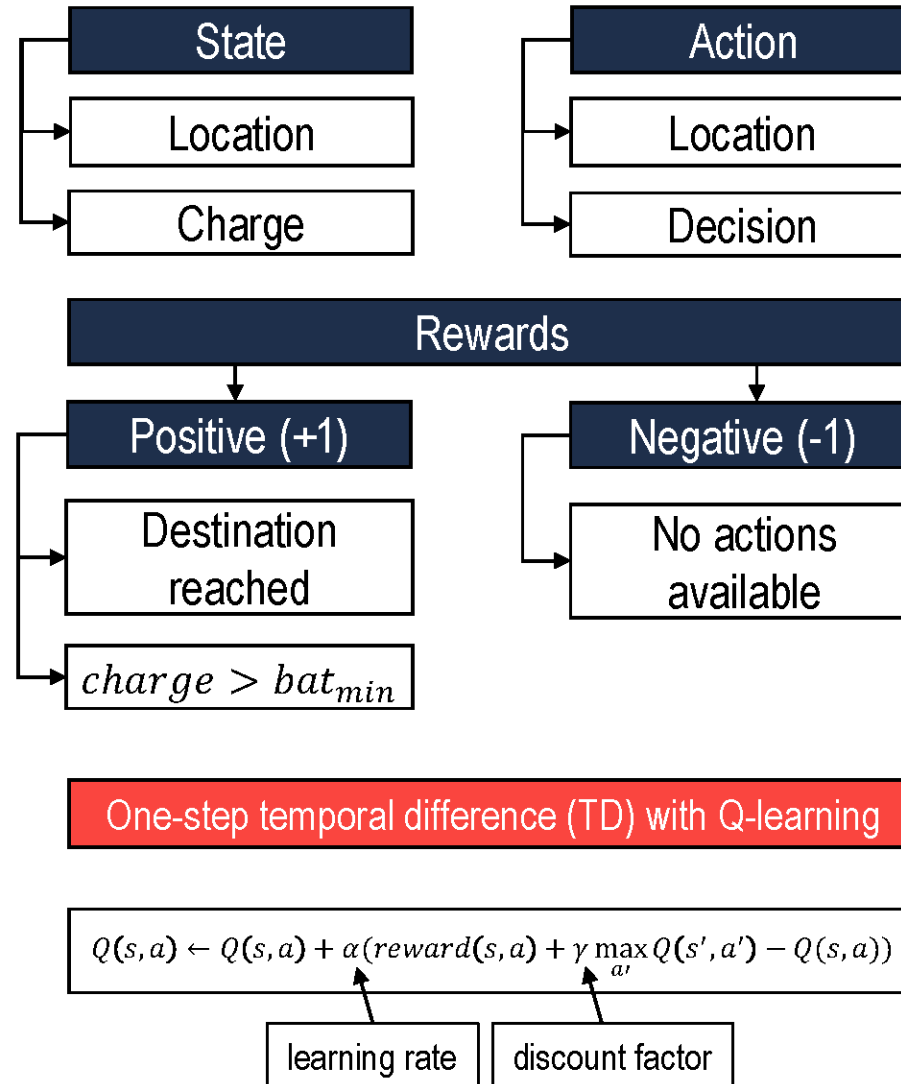 State
Action
Location
Location
Charge
Decision
Rewards
Positive (+1)
Negative (-1)
Destination
reached
No actions
available
charge > bat_min
One-step temporal difference (TD) with Q-learning
Q(s, a) ← Q(s, a) + α(reward(s, a) + γ max_{a′} Q(s′, a′) − Q(s, a))
learning rate
discount factor